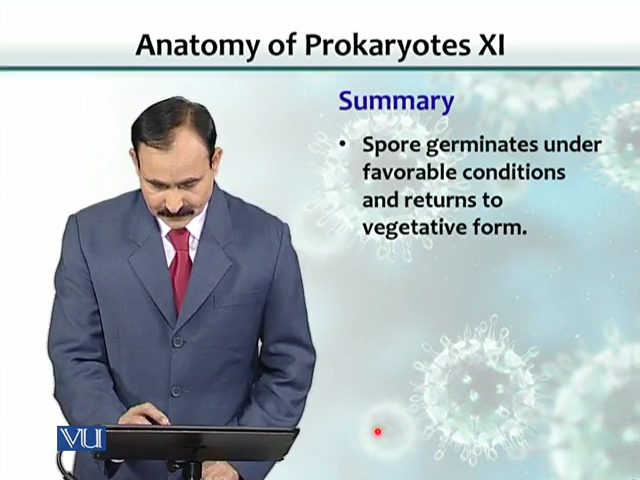 Anatomy of Prokaryotes XI
Summary
• Spore germinates under
favorable conditions
and returns to
vegetative form.
VU